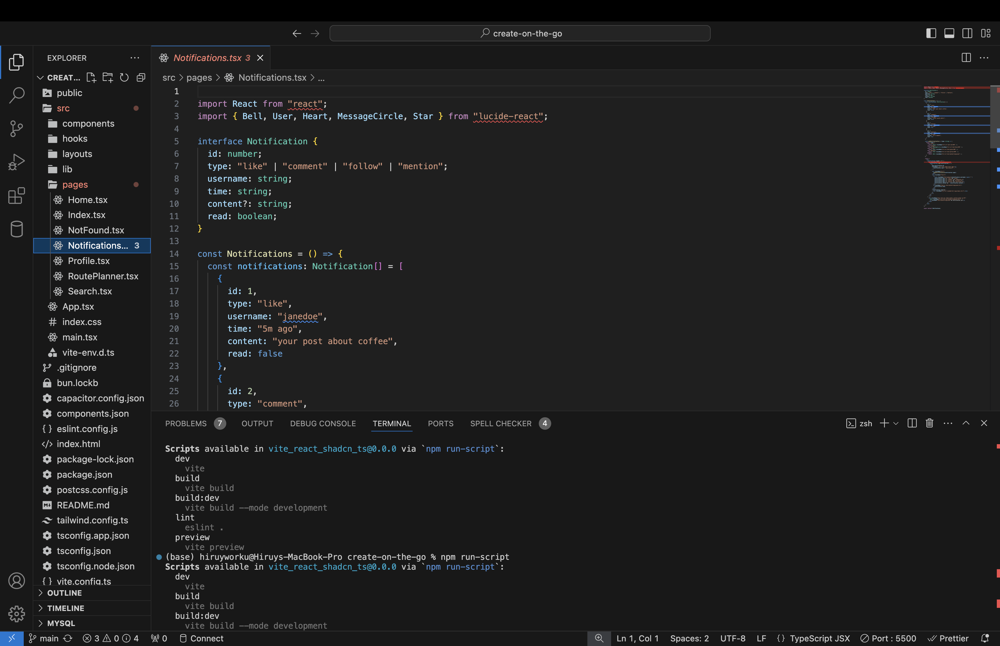 create-on-the-go
EXPLORER
CREAT...
public
src
components
hooks
layouts
lib
pages
Home.tsx
Index.tsx
NotFound.tsx
Notifications... 3
Profile.tsx
RoutePlanner.tsx
Search.tsx
App.tsx
index.css
main.tsx
vite-env.d.ts
.gitignore
bun.lockb
capacitor.config.json
components.json
eslint.config.js
index.html
package-lock.json
package.json
postcss.config.js
README.md
tailwind.config.ts
tsconfig.app.json
tsconfig.json
tsconfig.node.json
vite.config.ts
OUTLINE
TIMELINE
MYSQL
Notifications.tsx 3
src > pages > Notifications.tsx > ...
1
2 import React from "react";
3 import { Bell, User, Heart, MessageCircle, Star } from "lucide-react";
4
5 interface Notification {
6 id: number;
7 type: "like" | "comment" | "follow" | "mention";
8 username: string;
9 time: string;
10 content?: string;
11 read: boolean;
12 }
13
14 const Notifications = () => {
15 const notifications: Notification[] = [
16 {
17 id: 1,
18 type: "like",
19 username: "janedoe",
20 time: "5m ago",
21 content: "your post about coffee",
22 read: false
23 },
24 {
25 id: 2,
26 type: "comment",
PROBLEMS 7 OUTPUT DEBUG CONSOLE TERMINAL PORTS SPELL CHECKER 4 zsh
Scripts available in vite_react_shadcn_ts@0.0.0 via `npm run-script`:
dev
vite
build
vite build
build:dev
vite build --mode development
lint
eslint .
preview
vite preview
(base) hiruyworku@Hiruys-MacBook-Pro create-on-the-go % npm run-script
Scripts available in vite_react_shadcn_ts@0.0.0 via `npm run-script`:
dev
vite
build
vite build
build:dev
vite build --mode development
main 3 0 4 0 Connect Ln 1, Col 1 Spaces: 2 UTF-8 LF {} TypeScript JSX Port : 5500 Prettier